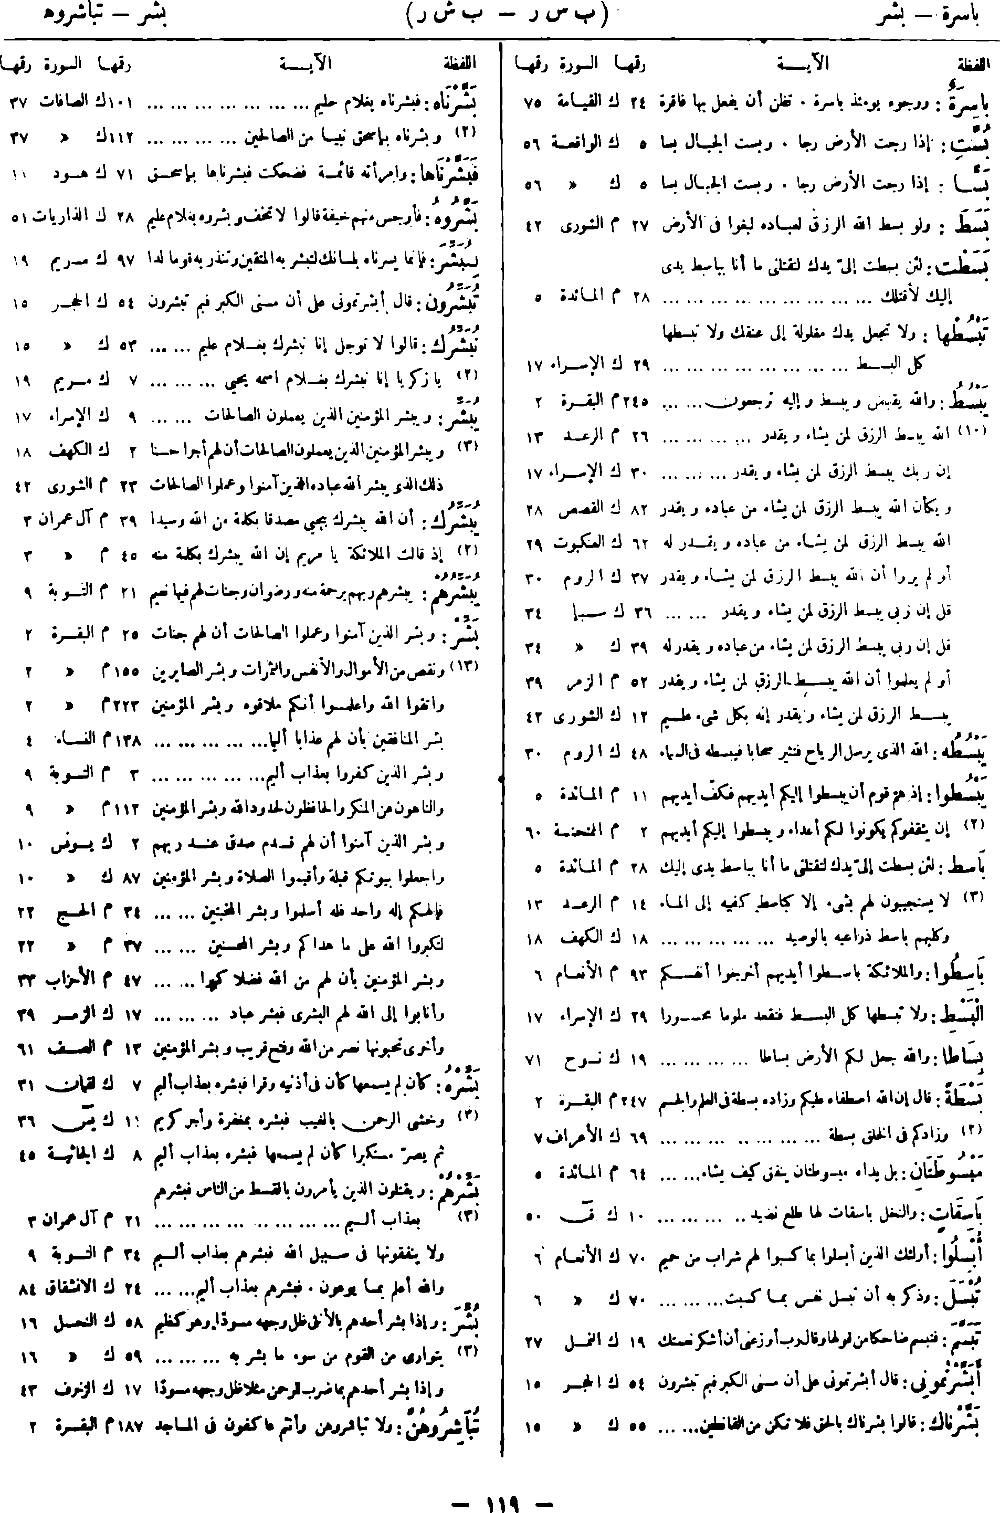 باسرة – بشر
(ب س ر – ب ش ر)
بشر – تباشروه
اللفظة الآيــة رقها السورة رقها
بَاسِرَةٌ : ووجوه يومئذ باسرة ۰ تظن أن يفعل بها فاقرة ٢٤ ك القيامة ٧٥
بُسَّتِ : إذا رجت الأرض رجا ۰ وبست الجبال بسا ٥ ك الواقعة ٥٦
بَسًّا : إذا رجت الأرض رجا ۰ وبست الجبال بسا ٥ ك » ٥٦
بَسَطَ : ولو بسط الله الرزق لعباده لبغوا فى الأرض ٢٧ م الشورى ٤٢
بَسَطْتَ : لئن بسطت إلىّ يدك لتقتلنى ما أنا بباسط يدى
إليك لأقتلك ... ... ... ... ... ... ٢٨ م المائدة ٥
تَبْسُطْهَا : ولا تجعل يدك مغلولة إلى عنقك ولا تبسطها
كل البسط ... ... ... ... ... ... ٢٩ ك الإسراء ١٧
يَبْسُطُ : والله يقبض ويبسط وإليه ترجعون ... ... ٢٤٥ م البقرة ٢
(١٠) الله يبسط الرزق لمن يشاء ويقدر ... ... ... ٢٦ م الرعد ١٣
إن ربك يبسط الرزق لمن يشاء ويقدر ... ... ٣٠ ك الإسراء ١٧
ويكأن الله يبسط الرزق لمن يشاء من عباده ويقدر ٨٢ ك القصص ٢٨
الله يبسط الرزق لمن يشاء من عباده ويقدر له ٦٢ ك العنكبوت ٢٩
أو لم يروا أن الله يبسط الرزق لمن يشاء ويقدر ٣٧ ك الروم ٣٠
قل إن ربى يبسط الرزق لمن يشاء ويقدر ... ... ٣٦ ك سبإ ٣٤
قل إن ربى يبسط الرزق لمن يشاء من عباده ويقدر له ٣٩ ك » ٣٤
أو لم يعلموا أن الله يبسط الرزق لمن يشاء ويقدر ٥٢ م الزمر ٣٩
يبسط الرزق لمن يشاء ويقدر إنه بكل شىء عليم ١٢ ك الشورى ٤٢
يَبْسُطُهُ : الله الذى يرسل الرياح فتثير سحابا فيبسطه فى السماء ٤٨ ك الروم ٣٠
يَبْسُطُوا : إذ هم قوم أن يبسطوا إليكم أيديهم فكفّ أيديهم ١١ م المائدة ٥
(٢) إن يثقفوكم يكونوا لكم أعداء ويبسطوا إليكم أيديهم ٢ م الممتحنة ٦٠
بَاسِطٍ : لئن بسطت إلىّ يدك لتقتلنى ما أنا بباسط يدى إليك ٢٨ م المائدة ٥
(٣) لا يستجيبون لهم بشىء إلا كباسط كفيه إلى الماء ١٤ م الرعد ١٣
وكلبهم باسط ذراعيه بالوصيد ... ... ... ... ١٨ ك الكهف ١٨
بَاسِطُوا : والملائكة باسطوا أيديهم أخرجوا أنفسكم ٩٣ م الأنعام ٦
الْبَسْطِ : ولا تبسطها كل البسط فتقعد ملوما محسورا ٢٩ ك الإسراء ١٧
بِسَاطًا : والله جعل لكم الأرض بساطا ... ... ... ١٩ ك نوح ٧١
بَسْطَةً : قال إن الله اصطفاه عليكم وزاده بسطة فى العلم والجسم ٢٤٧ م البقرة ٢
(٢) وزادكم فى الخلق بسطة ... ... ... ... ... ٦٩ ك الأعراف ٧
مَبْسُوطَتَانِ : بل يداه مبسوطتان ينفق كيف يشاء ... ... ٦٤ م المائدة ٥
بَاسِقَاتٍ : والنخل باسقات لها طلع نضيد ... ... ... ١٠ ك قٓ ٥٠
أُبْسِلُوا : أولئك الذين أبسلوا بما كسبوا لهم شراب من حميم ٧٠ ك الأنعام ٦
تُبْسَلَ : وذكر به أن تبسل نفس بما كسبت ... ... ... ٧٠ ك » ٦
تَبَسَّمَ : فتبسم ضاحكا من قولها وقال رب أوزعنى أن أشكر نعمتك ١٩ ك النمل ٢٧
أَبَشَّرْتُمُونِى : قال أبشرتمونى على أن مسنى الكبر فبم تبشرون ٥٤ ك الحجر ١٥
بَشَّرْنَاكَ : قالوا بشرناك بالحق فلا تكن من القانطين ... ... ٥٥ ك » ١٥
اللفظة الآيــة رقها السورة رقها
بَشَّرْنَاهُ : فبشرناه بغلام حليم ... ... ... ... ... ... ١٠١ ك الصافات ٣٧
(٢) وبشرناه بإسحق نبيا من الصالحين ... ... ... ١١٢ ك » ٣٧
فَبَشَّرْنَاهَا : وامرأته قائمة فضحكت فبشرناها بإسحق ٧١ ك هود ١١
بَشَّرُوهُ : فأوجس منهم خيفة قالوا لا تخف وبشروه بغلام عليم ٢٨ ك الذاريات ٥١
لِتُبَشِّرَ : فإنما يسرناه بلسانك لتبشر به المتقين وتنذر به قوما لدا ٩٧ ك مريم ١٩
تُبَشِّرُونَ : قال أبشرتمونى على أن مسنى الكبر فبم تبشرون ٥٤ ك الحجر ١٥
نُبَشِّرُكَ : قالوا لا توجل إنا نبشرك بغلام عليم ... ... ٥٣ ك » ١٥
(٢) يا زكريا إنا نبشرك بغلام اسمه يحيى ... ... ... ٧ ك مريم ١٩
يُبَشِّرُ : ويبشر المؤمنين الذين يعملون الصالحات ... ... ٩ ك الإسراء ١٧
(٣) ويبشر المؤمنين الذين يعملون الصالحات أن لهم أجرا حسنا ٢ ك الكهف ١٨
ذلك الذى يبشر الله عباده الذين آمنوا وعملوا الصالحات ٢٣ م الشورى ٤٢
يُبَشِّرُكَ : أن الله يبشرك بيحيى مصدقا بكلمة من الله وسيدا ٣٩ م آل عمران ٣
(٢) إذ قالت الملائكة يا مريم إن الله يبشرك بكلمة منه ٤٥ م » ٣
يُبَشِّرُهُمْ : يبشرهم ربهم برحمة منه ورضوان وجنات لهم فيها نعيم ٢١ م التوبة ٩
بَشِّرْ : وبشر الذين آمنوا وعملوا الصالحات أن لهم جنات ٢٥ م البقرة ٢
(١٣) ونقص من الأموال والأنفس والثمرات وبشر الصابرين ١٥٥ م » ٢
واتقوا الله واعلموا أنكم ملاقوه وبشر المؤمنين ٢٢٣ م » ٢
بشر المنافقين بأن لهم عذابا أليما ... ... ... ... ١٣٨ م النساء ٤
وبشر الذين كفروا بعذاب أليم ... ... ... ... ٣ م التوبة ٩
والناهون عن المنكر والحافظون لحدود الله وبشر المؤمنين ١١٢ م » ٩
وبشر الذين آمنوا أن لهم قدم صدق عند ربهم ٢ ك يونس ١٠
واجعلوا بيوتكم قبلة وأقيموا الصلاة وبشر المؤمنين ٨٧ ك » ١٠
فإلهكم إله واحد فله أسلموا وبشر المخبتين ... ... ٣٤ م الحج ٢٢
لتكبروا الله على ما هداكم وبشر المحسنين ... ... ٣٧ م » ٢٢
وبشر المؤمنين بأن لهم من الله فضلا كبيرا ... ... ٤٧ م الأحزاب ٣٣
وأنابوا إلى الله لهم البشرى فبشر عباد ... ... ... ١٧ ك الزمر ٣٩
وأخرى تحبونها نصر من الله وفتح قريب وبشر المؤمنين ١٣ م الصف ٦١
بَشِّرْهُ : كأن لم يسمعها كأن فى أذنيه وقرا فبشره بعذاب أليم ٧ ك لقمان ٣١
(٣) وخشى الرحمن بالغيب فبشره بمغفرة وأجر كريم ١١ ك يٓس ٣٦
ثم يصرّ مستكبرا كأن لم يسمعها فبشره بعذاب أليم ٨ ك الجاثية ٤٥
بَشِّرْهُمْ : ويقتلون الذين يأمرون بالقسط من الناس فبشرهم
(٣) بعذاب أليم ... ... ... ... ... ... ... ٢١ م آل عمران ٣
ولا ينفقونها فى سبيل الله فبشرهم بعذاب أليم ٣٤ م التوبة ٩
والله أعلم بما يوعون ۰ فبشرهم بعذاب أليم ... ... ٢٤ ك الانشقاق ٨٤
بُشِّرَ : وإذا بشر أحدهم بالأنثى ظل وجهه مسودًا وهو كظيم ٥٨ ك النحل ١٦
(٣) يتوارى من القوم من سوء ما بشر به ... ... ... ٥٩ ك » ١٦
وإذا بشر أحدهم بما ضرب للرحمن مثلا ظل وجهه مسودّا ١٧ ك الزخرف ٤٣
تُبَاشِرُوهُنَّ : ولا تباشروهن وأنتم عاكفون فى المساجد ١٨٧ م البقرة ٢
– ١١٩ –